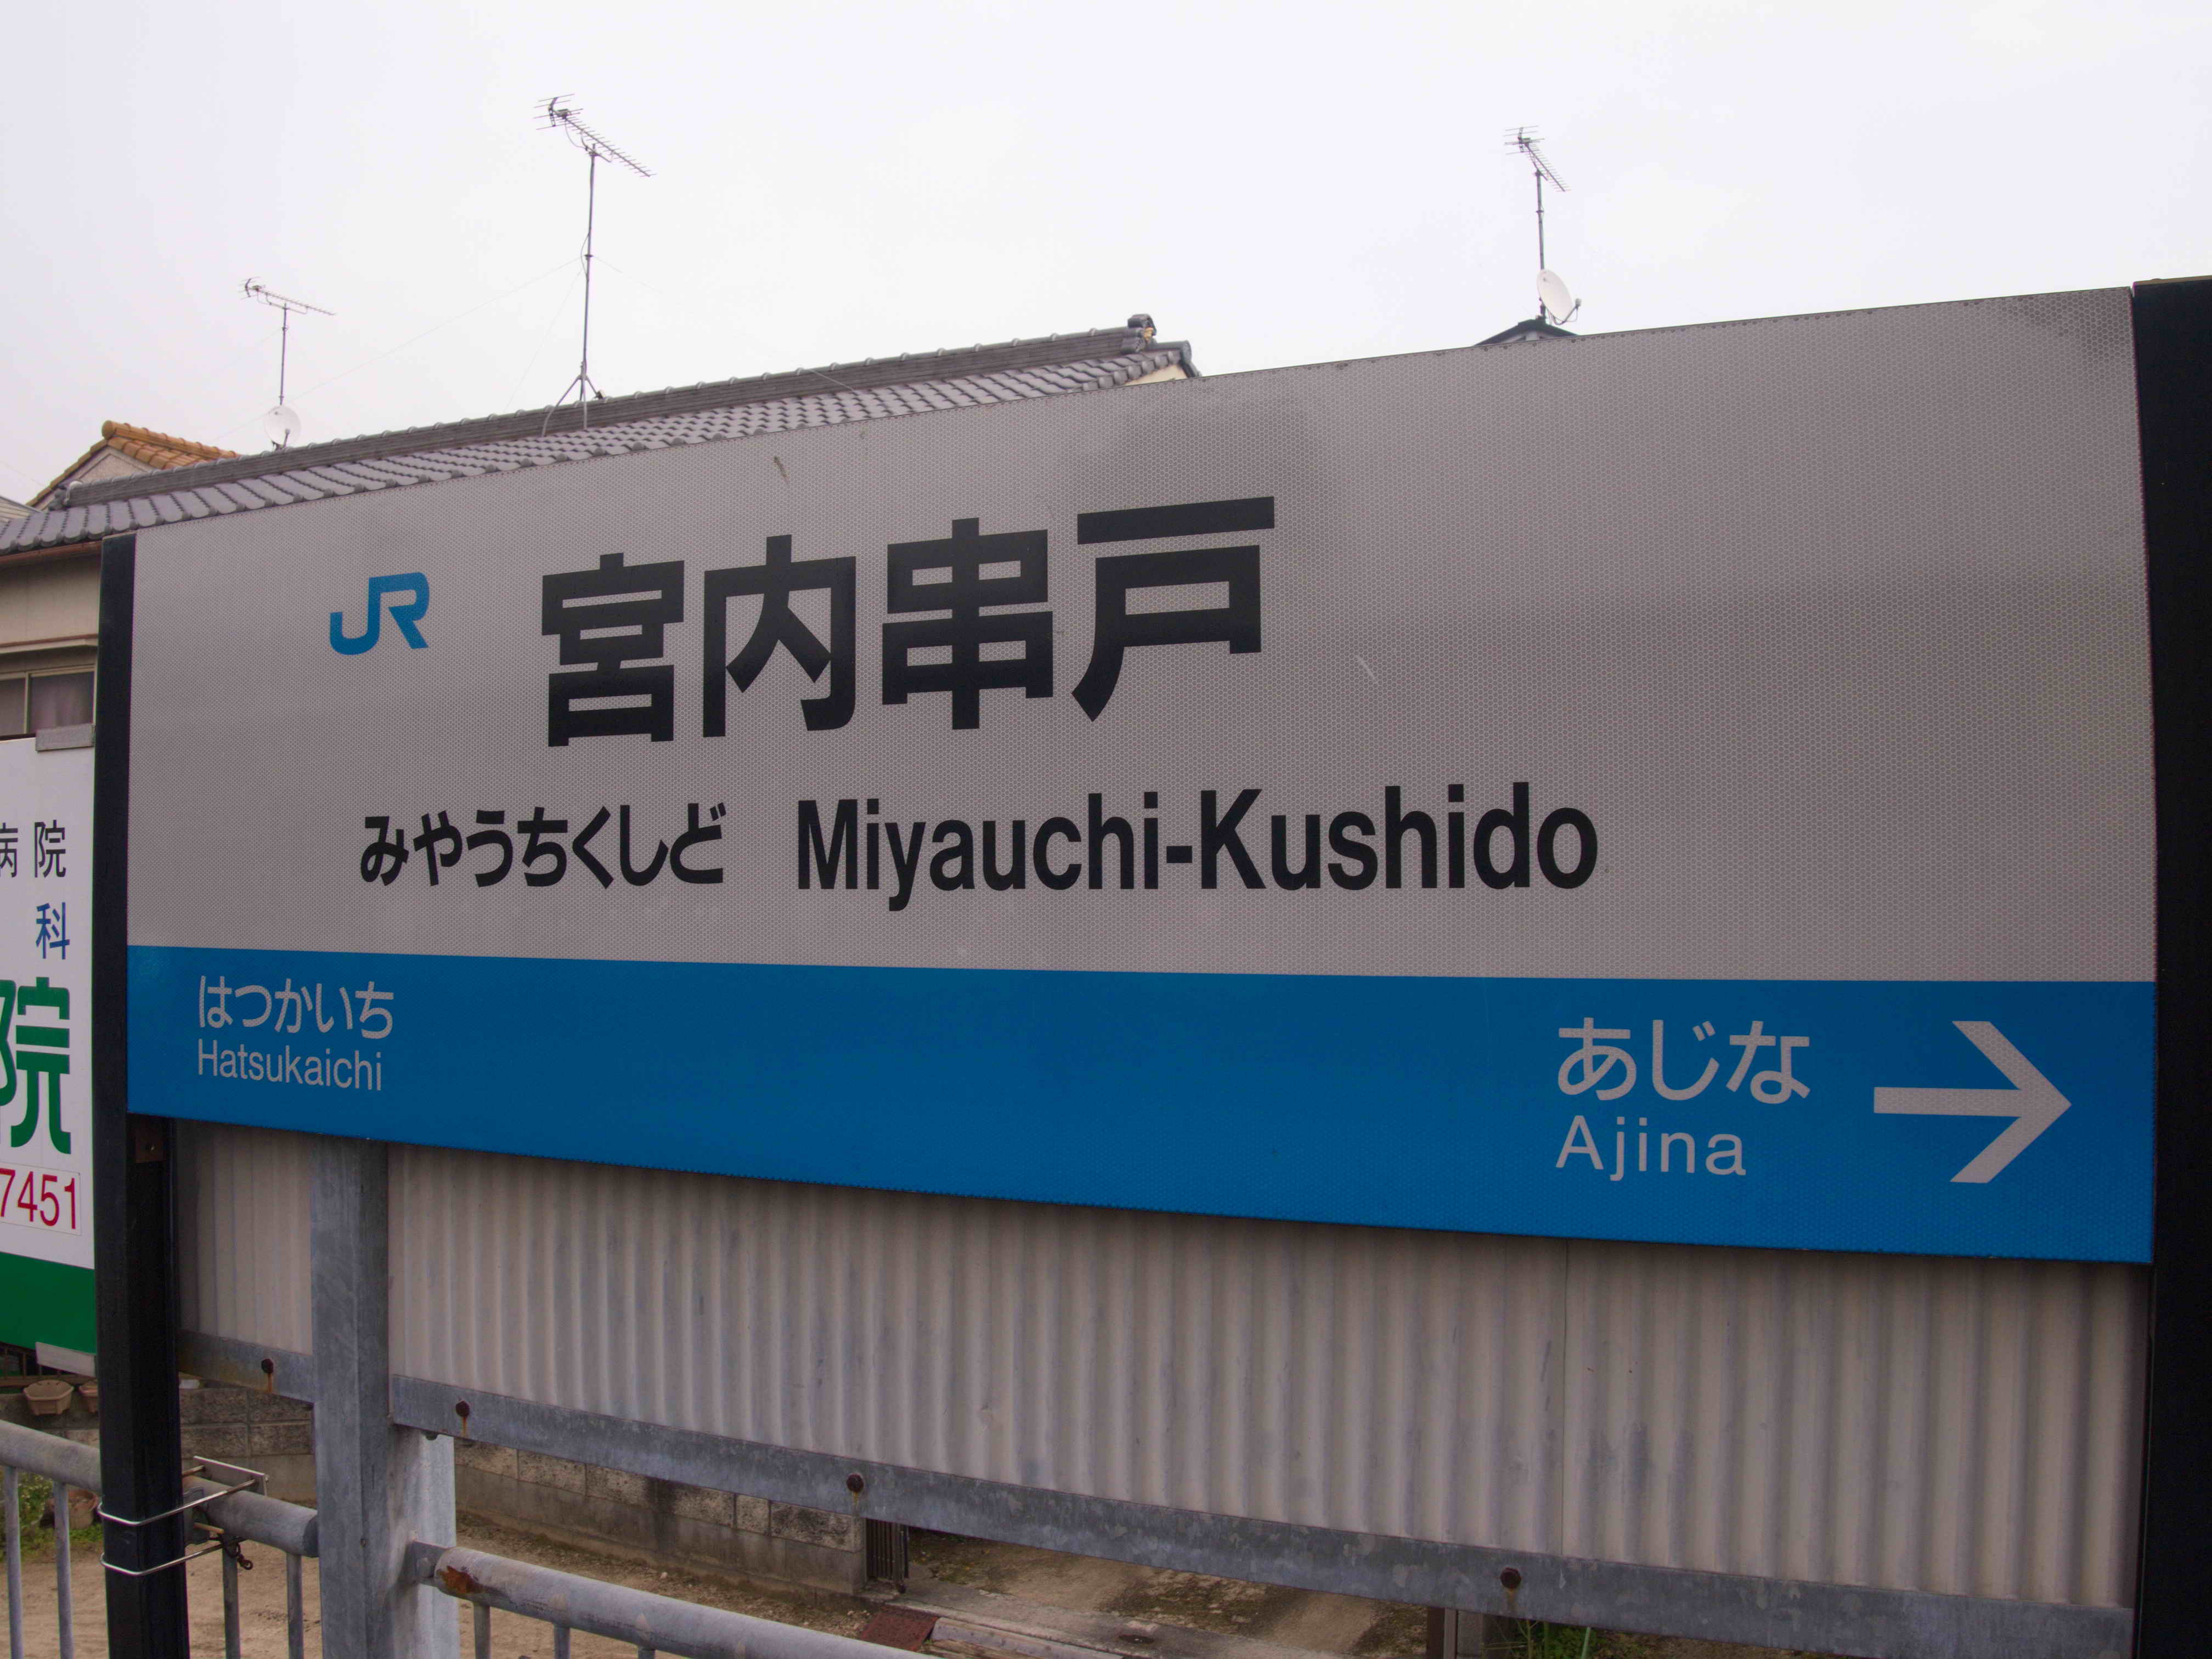 JR
宮内串戸
みやうちくしど Miyauchi-Kushido
はつかいち
Hatsukaichi
あじな
Ajina
病院
科
院
7451